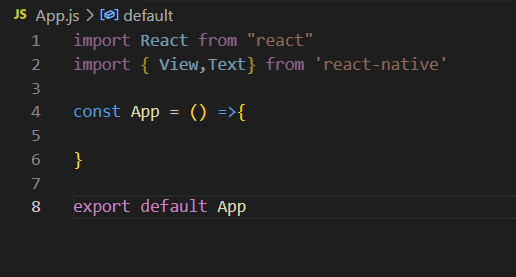 JS App.js > default
1 import React from "react"
2 import { View,Text} from 'react-native'
3
4 const App = () =>{
5
6 }
7
8 export default App